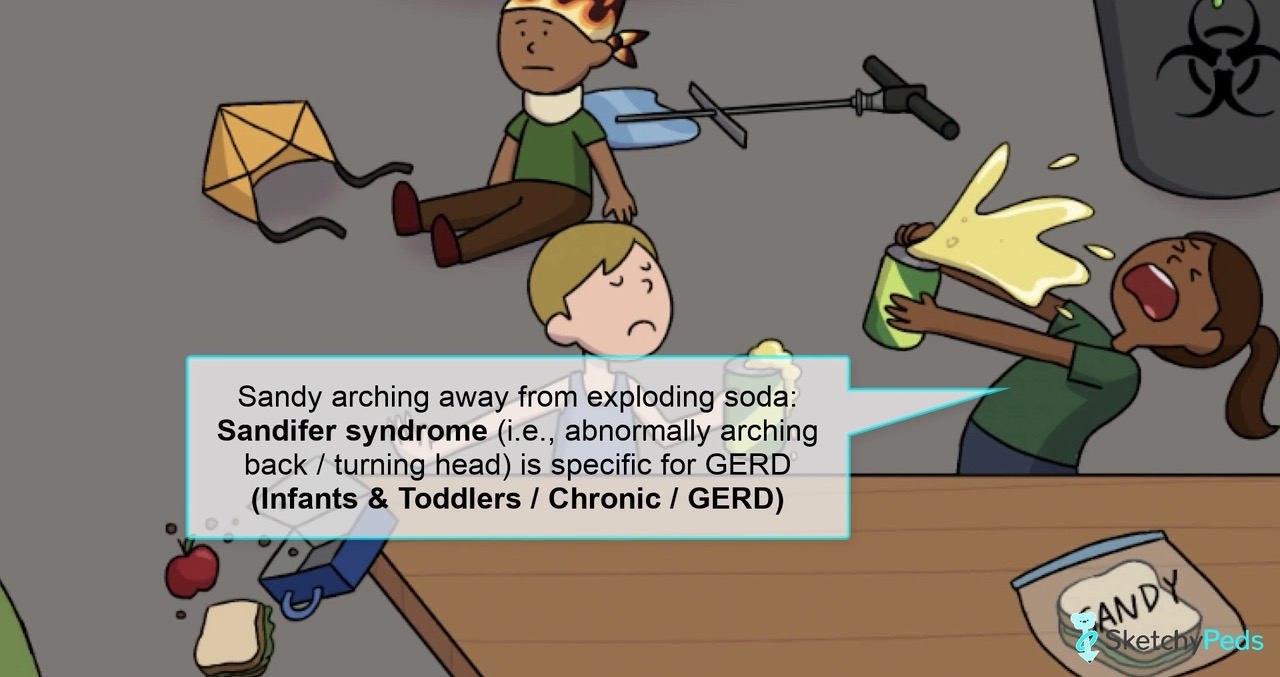 Sandy arching away from exploding soda:
Sandifer syndrome (i.e., abnormally arching
back / turning head) is specific for GERD
(Infants & Toddlers / Chronic / GERD)
SANDY
SketchyPeds